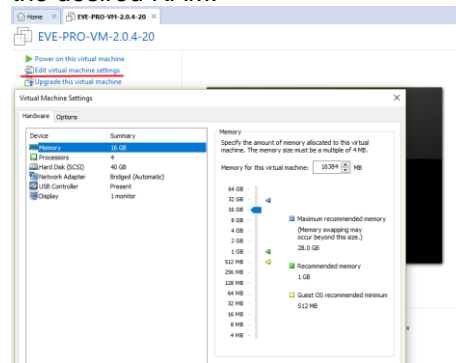 the desired RAM.
Home × EVE-PRO-VM-2.0.4-20 ×
EVE-PRO-VM-2.0.4-20
Power on this virtual machine
Edit virtual machine settings
Upgrade this virtual machine
Virtual Machine Settings ×
Hardware Options
Device Summary
Memory 16 GB
Processors 4
Hard Disk (SCSI) 40 GB
Network Adapter Bridged (Automatic)
USB Controller Present
Display 1 monitor
Memory
Specify the amount of memory allocated to this virtual
machine. The memory size must be a multiple of 4 MB.
Memory for this virtual machine: 16384 MB
64 GB
32 GB
16 GB
8 GB
4 GB
2 GB
1 GB
512 MB
256 MB
128 MB
64 MB
32 MB
16 MB
8 MB
4 MB
Maximum recommended memory
(Memory swapping may
occur beyond this size.)
28.0 GB
Recommended memory
1 GB
Guest OS recommended minimum
512 MB